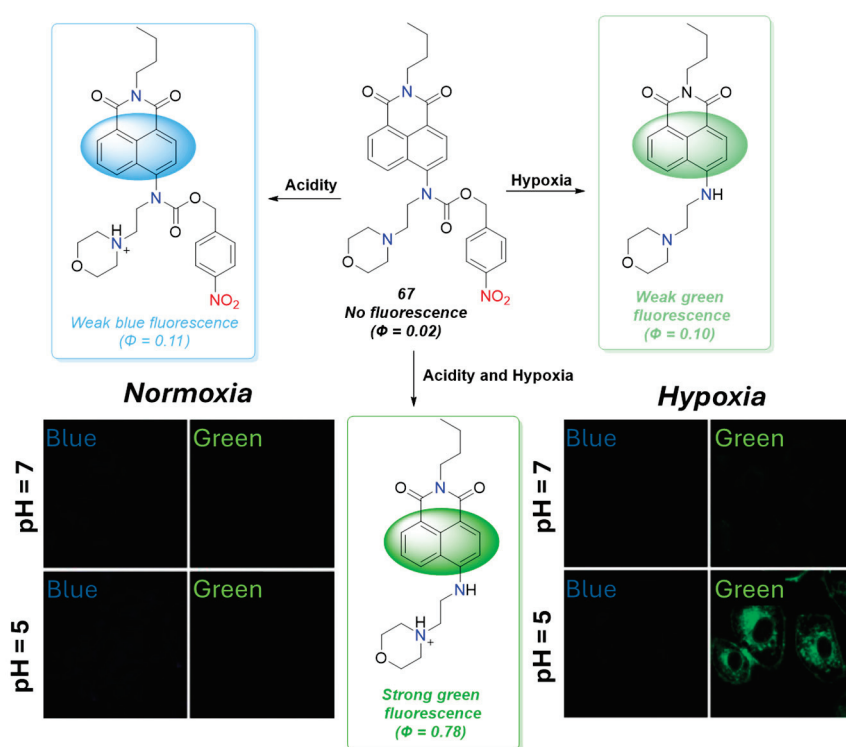 O
N
O
N
O
O
N
H
+
O
NO₂
Weak blue fluorescence
(Φ = 0.11)
Acidity
O
N
O
N
O
O
N
O
NO₂
67
No fluorescence
(Φ = 0.02)
Hypoxia
O
N
O
NH
N
O
Weak green
fluorescence
(Φ = 0.10)
Acidity and Hypoxia
Normoxia
Blue
Green
pH = 7
Blue
Green
pH = 5
O
N
O
NH
H
N
+
O
Strong green
fluorescence
(Φ = 0.78)
Hypoxia
Blue
Green
pH = 7
Blue
Green
pH = 5